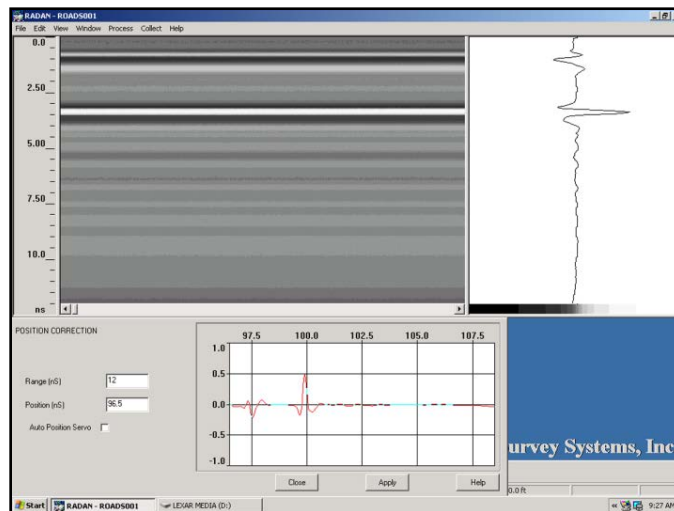 RADAN - ROADS001
File Edit View Window Process Collect Help
0.0
2.50
5.00
7.50
10.0
ns
POSITION CORRECTION
97.5 100.0 102.5 105.0 107.5
1.0
0.5
0.0
-0.5
-1.0
Range (nS) 12
Position (nS) 96.5
Auto Position Servo
Close Apply Help
urvey Systems, Inc
0.0 ft
Start RADAN - ROADS001 LEXAR MEDIA (D:) « 9:27 AM